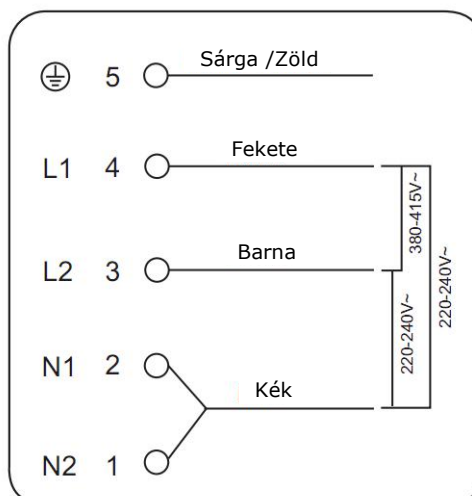 5 Sárga /Zöld
L1 4 Fekete
L2 3 Barna
N1 2
Kék
N2 1
380-415V~
220-240V~
220-240V~